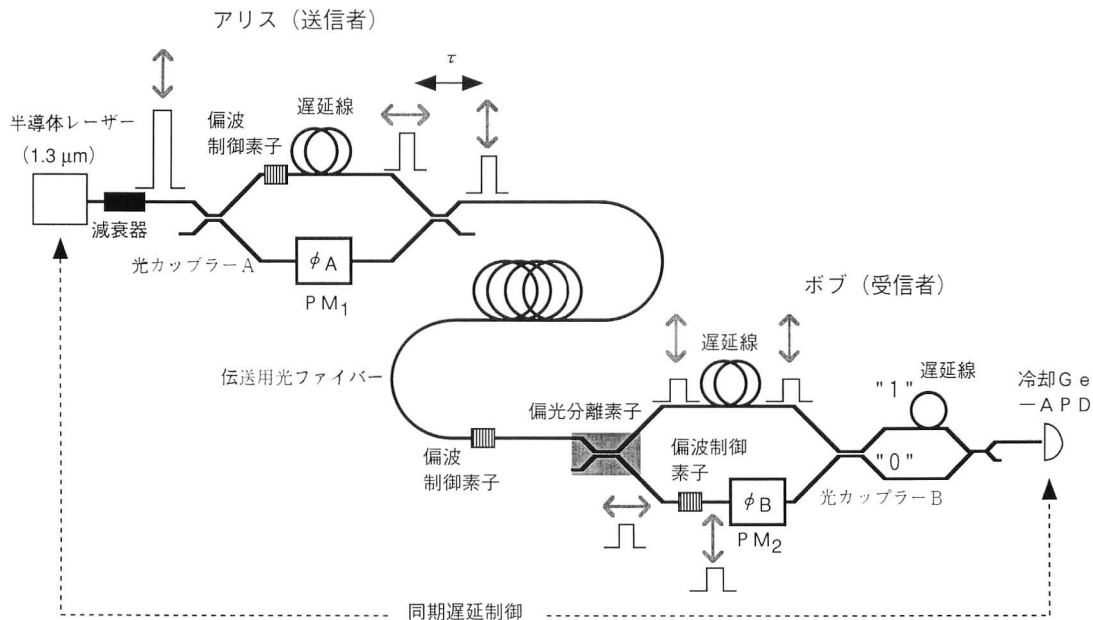 アリス（送信者）
τ
半導体レーザー
（1.3 μm）
偏波
制御素子
遅延線
減衰器
光カップラーA
φA
PM1
ボブ（受信者）
伝送用光ファイバー
遅延線
偏光分離素子
偏波
制御素子
偏波制御
素子
φB
PM2
"1"
"0"
遅延線
光カップラーB
冷却Ge
－APD
同期遅延制御